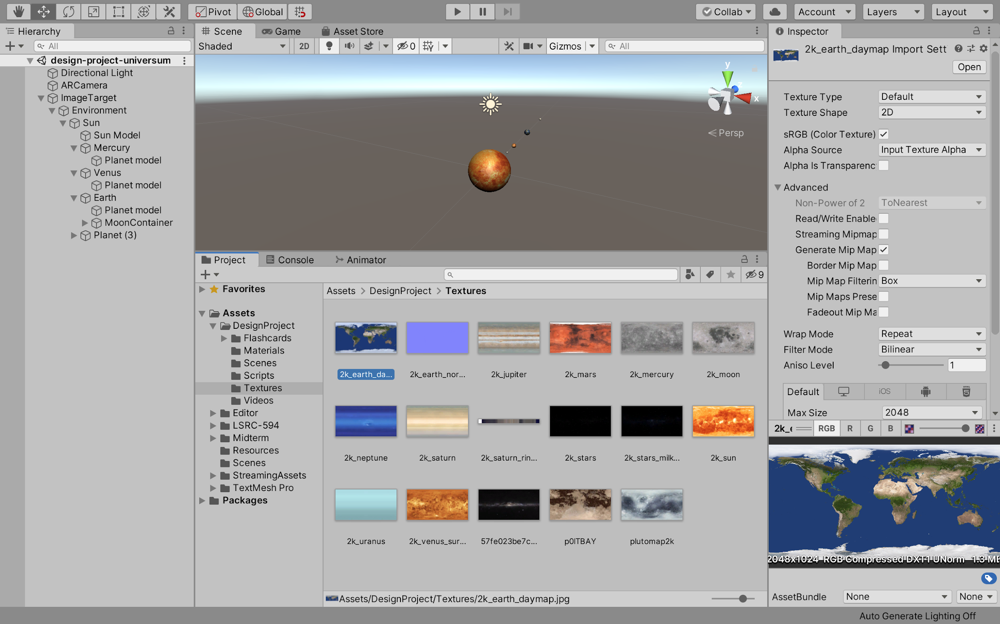 Pivot Global Collab Account Layers Layout
Hierarchy
All
design-project-universum
Directional Light
ARCamera
ImageTarget
Environment
Sun
Sun Model
Mercury
Planet model
Venus
Planet model
Earth
Planet model
MoonContainer
Planet (3)
Scene Game Asset Store
Shaded 2D 0 Gizmos All
y
z
x
Persp
Project Console Animator
9
Favorites
Assets
DesignProject
Flashcards
Materials
Scenes
Scripts
Textures
Videos
Editor
LSRC-594
Midterm
Resources
Scenes
StreamingAssets
TextMesh Pro
Packages
Assets > DesignProject > Textures
2k_earth_da... 2k_earth_nor... 2k_jupiter 2k_mars 2k_mercury 2k_moon
2k_neptune 2k_saturn 2k_saturn_rin... 2k_stars 2k_stars_milk... 2k_sun
2k_uranus 2k_venus_sur... 57fe023be7c... p0ITBAY plutomap2k
Assets/DesignProject/Textures/2k_earth_daymap.jpg
Inspector
2k_earth_daymap Import Sett
Open
Texture Type Default
Texture Shape 2D
sRGB (Color Texture)
Alpha Source Input Texture Alpha
Alpha Is Transparenc
Advanced
Non-Power of 2 ToNearest
Read/Write Enable
Streaming Mipmap
Generate Mip Map
Border Mip Map
Mip Map Filterin Box
Mip Maps Prese
Fadeout Mip Ma
Wrap Mode Repeat
Filter Mode Bilinear
Aniso Level 1
Default iOS
Max Size 2048
2k_e RGB R G B
2048x1024 RGB Compressed DXT1 UNorm 1.3 ME
AssetBundle None None
Auto Generate Lighting Off